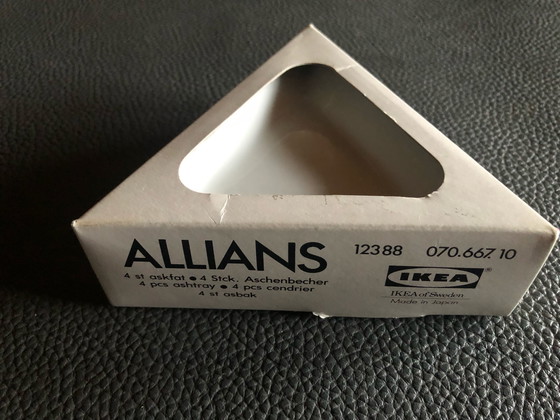 ALLIANS
4 st askfat ● 4 Stck. Aschenbecher
4 pcs ashtray ● 4 pcs cendrier
4 st asbak
12388 070.667.10
IKEA®
IKEA of Sweden
Made in Japan